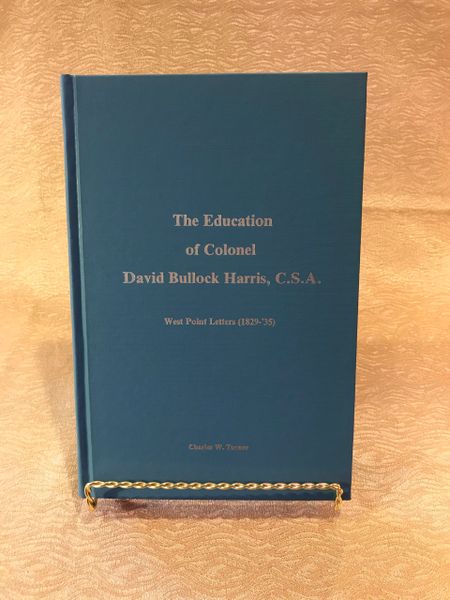 The Education
of Colonel
David Bullock Harris, C.S.A.
West Point Letters (1829-'35)
Charles W. Turner